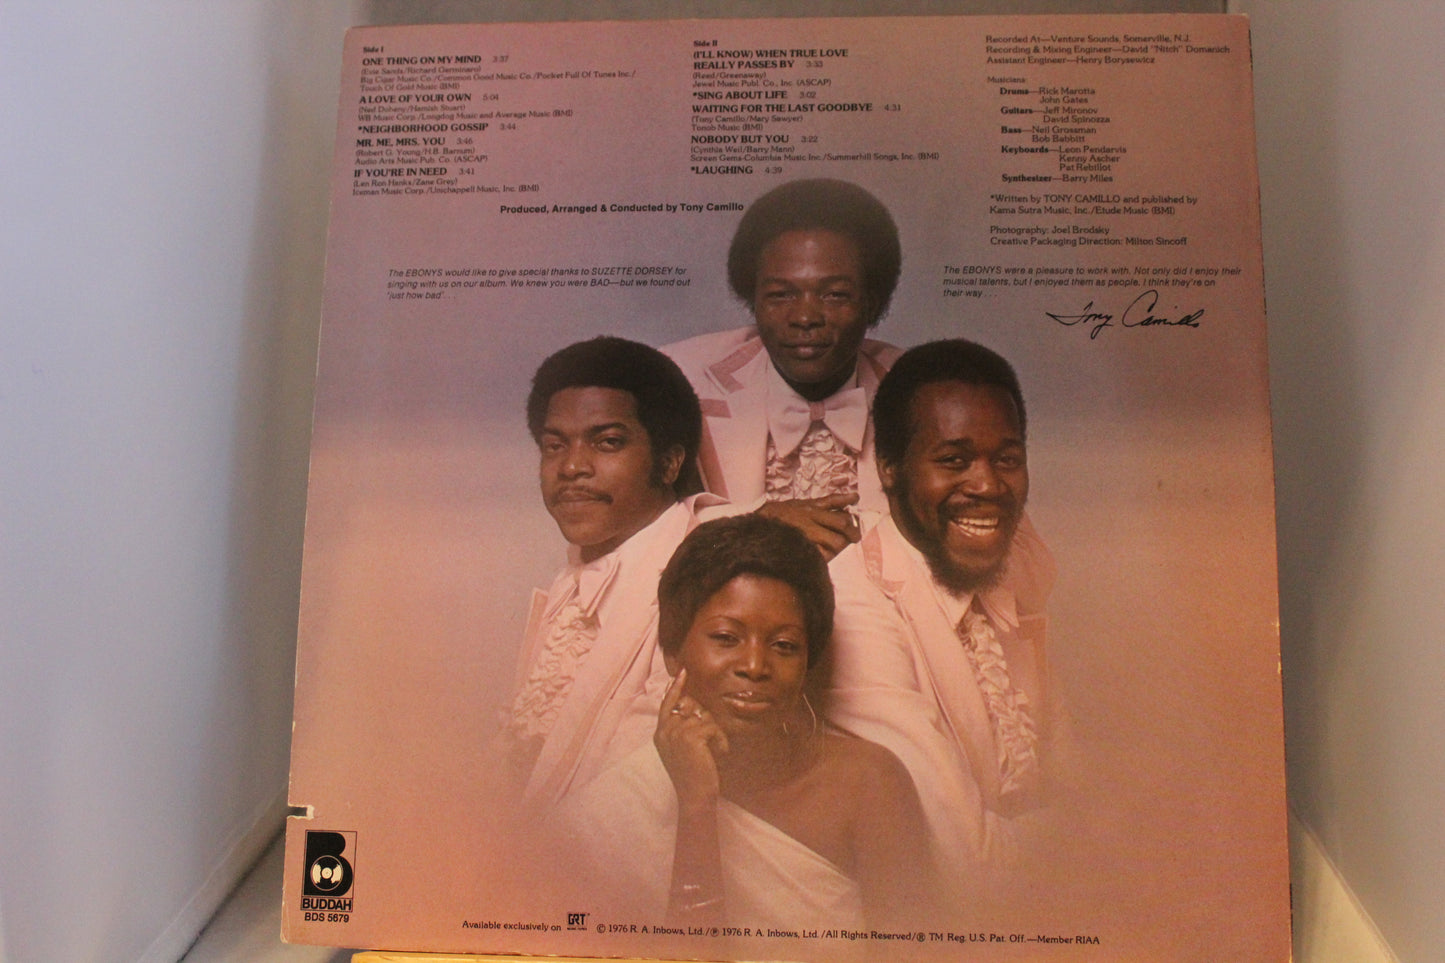 Side I
ONE THING ON MY MIND 3:37
(Evie Sands/Richard Germinaro)
Big Cigar Music Co./Common Good Music Co./Pocket Full Of Tunes Inc./
Touch Of Gold Music (BMI)
A LOVE OF YOUR OWN 5:04
(Ned Doheny/Hamish Stuart)
WB Music Corp./Longdog Music and Average Music (BMI)
*NEIGHBORHOOD GOSSIP 3:44
MR. ME, MRS. YOU 3:46
(Robert G. Young/H.B. Barnum)
Audio Arts Music Pub. Co. (ASCAP)
IF YOU'RE IN NEED 3:41
(Len Ron Hanks/Zane Grey)
Iceman Music Corp./Unichappell Music, Inc. (BMI)
Side II
(I'LL KNOW) WHEN TRUE LOVE
REALLY PASSES BY 3:33
(Reed/Greenaway)
Jewel Music Publ. Co., Inc. (ASCAP)
*SING ABOUT LIFE 3:02
WAITING FOR THE LAST GOODBYE 4:31
(Tony Camillo/Mary Sawyer)
Tonob Music (BMI)
NOBODY BUT YOU 3:22
(Cynthia Weil/Barry Mann)
Screen Gems-Columbia Music Inc./Summerhill Songs, Inc. (BMI)
*LAUGHING 4:39
Produced, Arranged & Conducted by Tony Camillo
Recorded At—Venture Sounds, Somerville, N.J.
Recording & Mixing Engineer—David "Nitch" Domanich
Assistant Engineer—Henry Borysewicz
Musicians:
Drums—Rick Marotta
John Gates
Guitars—Jeff Mironov
David Spinozza
Bass—Neil Grossman
Bob Babbitt
Keyboards—Leon Pendarvis
Kenny Ascher
Pat Rebillot
Synthesizer—Barry Miles
*Written by TONY CAMILLO and published by
Kama Sutra Music, Inc./Etude Music (BMI)
Photography: Joel Brodsky
Creative Packaging Direction: Milton Sincoff
The EBONYS would like to give special thanks to SUZETTE DORSEY for
singing with us on our album. We knew you were BAD—but we found out
"just how bad"...
The EBONYS were a pleasure to work with. Not only did I enjoy their
musical talents, but I enjoyed them as people. I think they're on
their way...
Tony Camillo
B
BUDDAH
BDS 5679
Available exclusively on GRT MUSIC TAPES © 1976 R. A. Inbows, Ltd./℗ 1976 R. A. Inbows, Ltd./All Rights Reserved/® TM Reg. U.S. Pat. Off.—Member RIAA